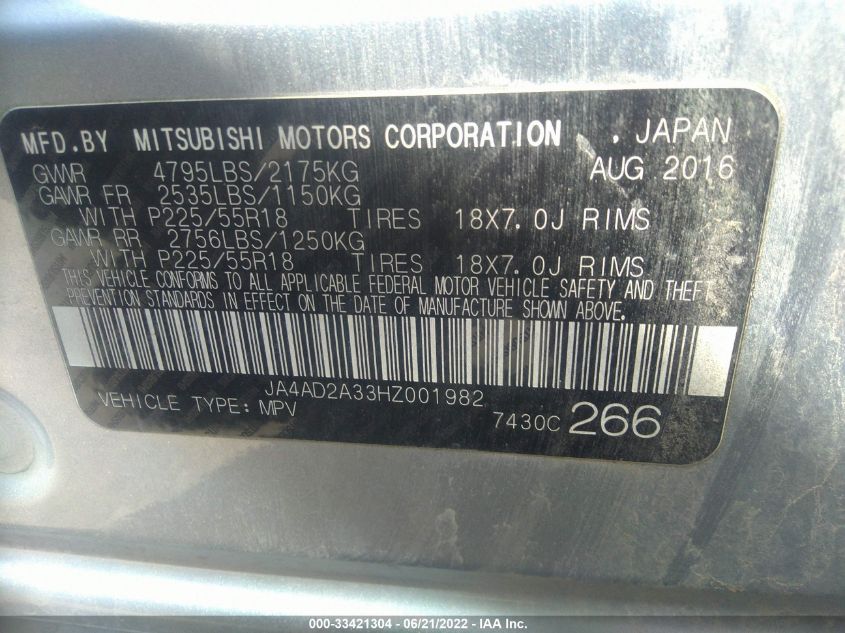 MFD.BY MITSUBISHI MOTORS CORPORATION . JAPAN
GVWR 4795LBS/2175KG AUG 2016
GAWR FR 2535LBS/1150KG
WITH P225/55R18 TIRES 18X7.0J RIMS
GAWR RR 2756LBS/1250KG
WITH P225/55R18 TIRES 18X7.0J RIMS
THIS VEHICLE CONFORMS TO ALL APPLICABLE FEDERAL MOTOR VEHICLE SAFETY AND THEFT
PREVENTION STANDARDS IN EFFECT ON THE DATE OF MANUFACTURE SHOWN ABOVE.
JA4AD2A33HZ001982
VEHICLE TYPE: MPV 7430C 266
000-33421304 - 06/21/2022 - IAA Inc.